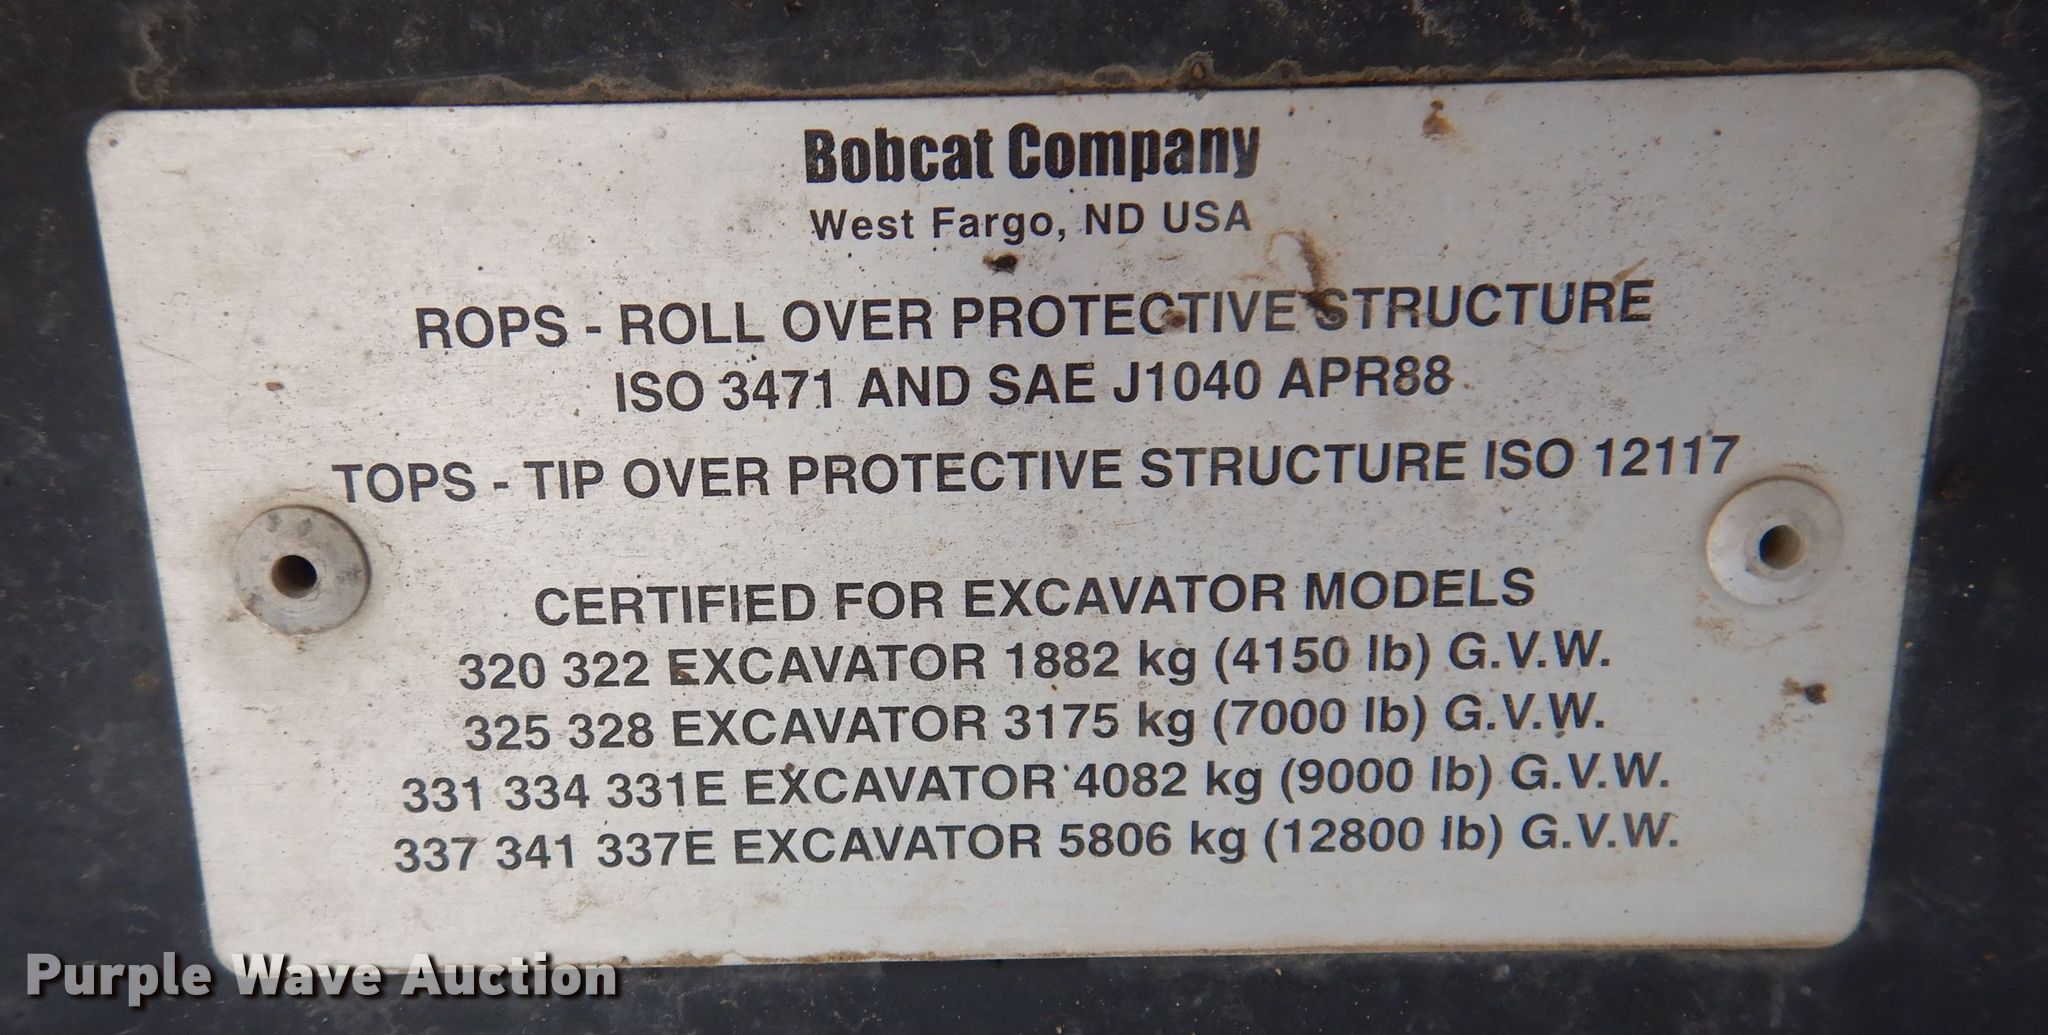 Bobcat Company
West Fargo, ND USA
ROPS - ROLL OVER PROTECTIVE STRUCTURE
ISO 3471 AND SAE J1040 APR88
TOPS - TIP OVER PROTECTIVE STRUCTURE ISO 12117
CERTIFIED FOR EXCAVATOR MODELS
320 322 EXCAVATOR 1882 kg (4150 lb) G.V.W.
325 328 EXCAVATOR 3175 kg (7000 lb) G.V.W.
331 334 331E EXCAVATOR 4082 kg (9000 lb) G.V.W.
337 341 337E EXCAVATOR 5806 kg (12800 lb) G.V.W.
Purple Wave Auction